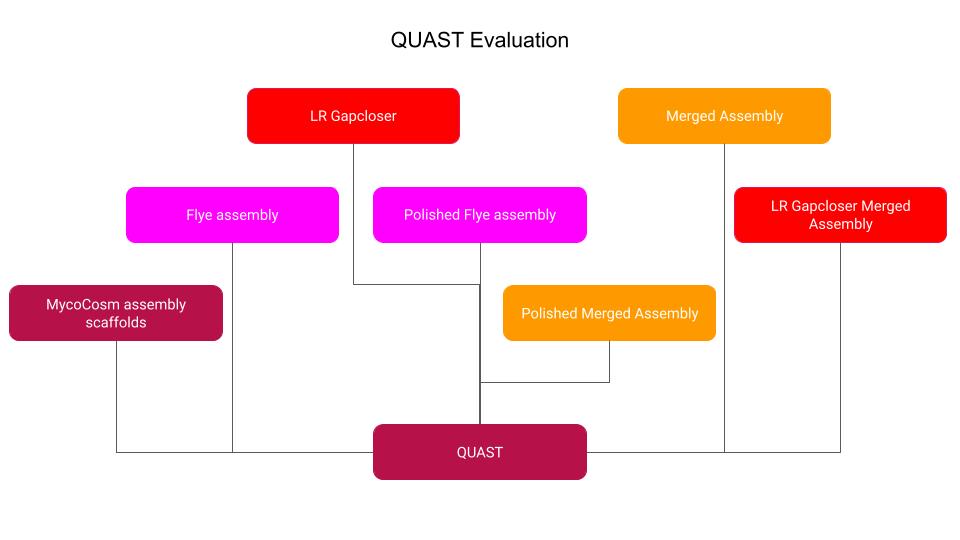 QUAST Evaluation
LR Gapcloser
Merged Assembly
Flye assembly
Polished Flye assembly
LR Gapcloser Merged
Assembly
MycoCosm assembly
scaffolds
Polished Merged Assembly
QUAST